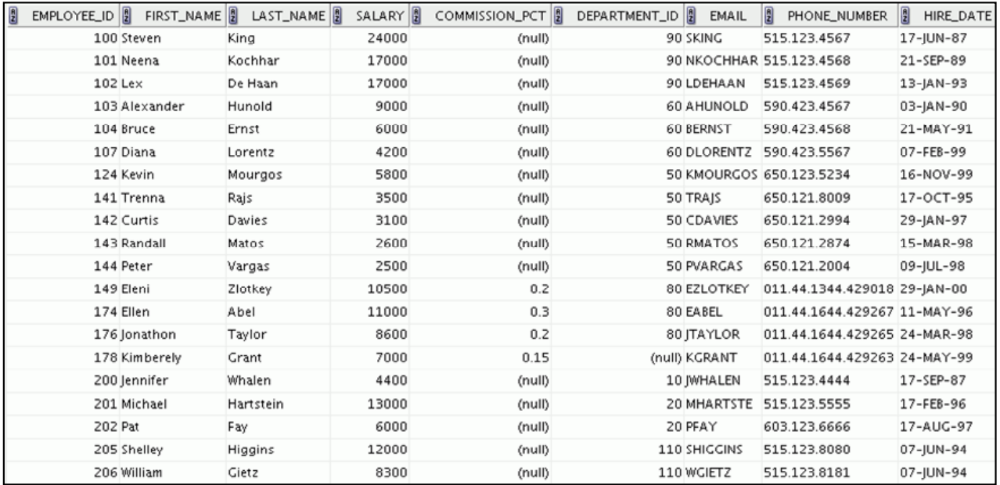 EMPLOYEE_ID FIRST_NAME LAST_NAME SALARY COMMISSION_PCT DEPARTMENT_ID EMAIL PHONE_NUMBER HIRE_DATE
100 Steven King 24000 (null) 90 SKING 515.123.4567 17-JUN-87
101 Neena Kochhar 17000 (null) 90 NKOCHHAR 515.123.4568 21-SEP-89
102 Lex De Haan 17000 (null) 90 LDEHAAN 515.123.4569 13-JAN-93
103 Alexander Hunold 9000 (null) 60 AHUNOLD 590.423.4567 03-JAN-90
104 Bruce Ernst 6000 (null) 60 BERNST 590.423.4568 21-MAY-91
107 Diana Lorentz 4200 (null) 60 DLORENTZ 590.423.5567 07-FEB-99
124 Kevin Mourgos 5800 (null) 50 KMOURGOS 650.123.5234 16-NOV-99
141 Trenna Rajs 3500 (null) 50 TRAJS 650.121.8009 17-OCT-95
142 Curtis Davies 3100 (null) 50 CDAVIES 650.121.2994 29-JAN-97
143 Randall Matos 2600 (null) 50 RMATOS 650.121.2874 15-MAR-98
144 Peter Vargas 2500 (null) 50 PVARGAS 650.121.2004 09-JUL-98
149 Eleni Zlotkey 10500 0.2 80 EZLOTKEY 011.44.1344.429018 29-JAN-00
174 Ellen Abel 11000 0.3 80 EABEL 011.44.1644.429267 11-MAY-96
176 Jonathon Taylor 8600 0.2 80 JTAYLOR 011.44.1644.429265 24-MAR-98
178 Kimberely Grant 7000 0.15 (null) KGRANT 011.44.1644.429263 24-MAY-99
200 Jennifer Whalen 4400 (null) 10 JWHALEN 515.123.4444 17-SEP-87
201 Michael Hartstein 13000 (null) 20 MHARTSTE 515.123.5555 17-FEB-96
202 Pat Fay 6000 (null) 20 PFAY 603.123.6666 17-AUG-97
205 Shelley Higgins 12000 (null) 110 SHIGGINS 515.123.8080 07-JUN-94
206 William Gietz 8300 (null) 110 WGIETZ 515.123.8181 07-JUN-94